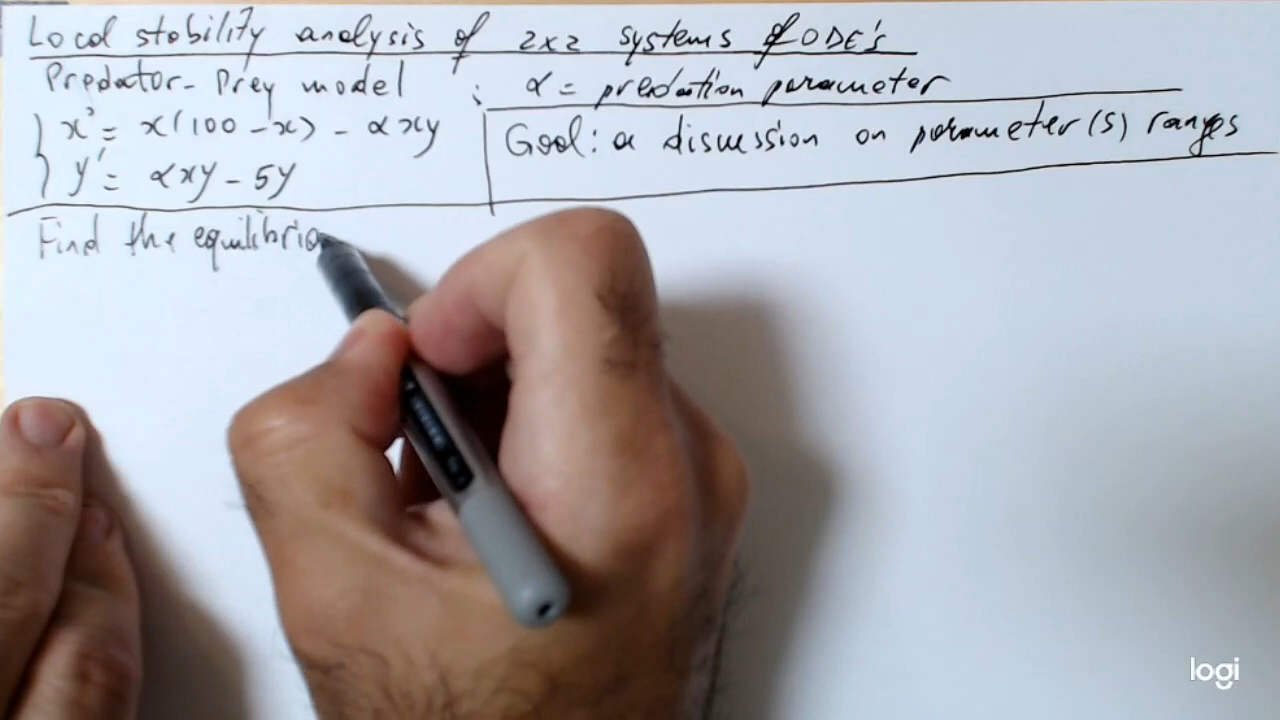 Local stability analysis of 2x2 systems of ODE's
Predator-Prey model ; α = predation parameter
x' = x(100 - x) - αxy
y' = αxy - 5y
Goal: a discussion on parameter(s) ranges
Find the equilibria
logi